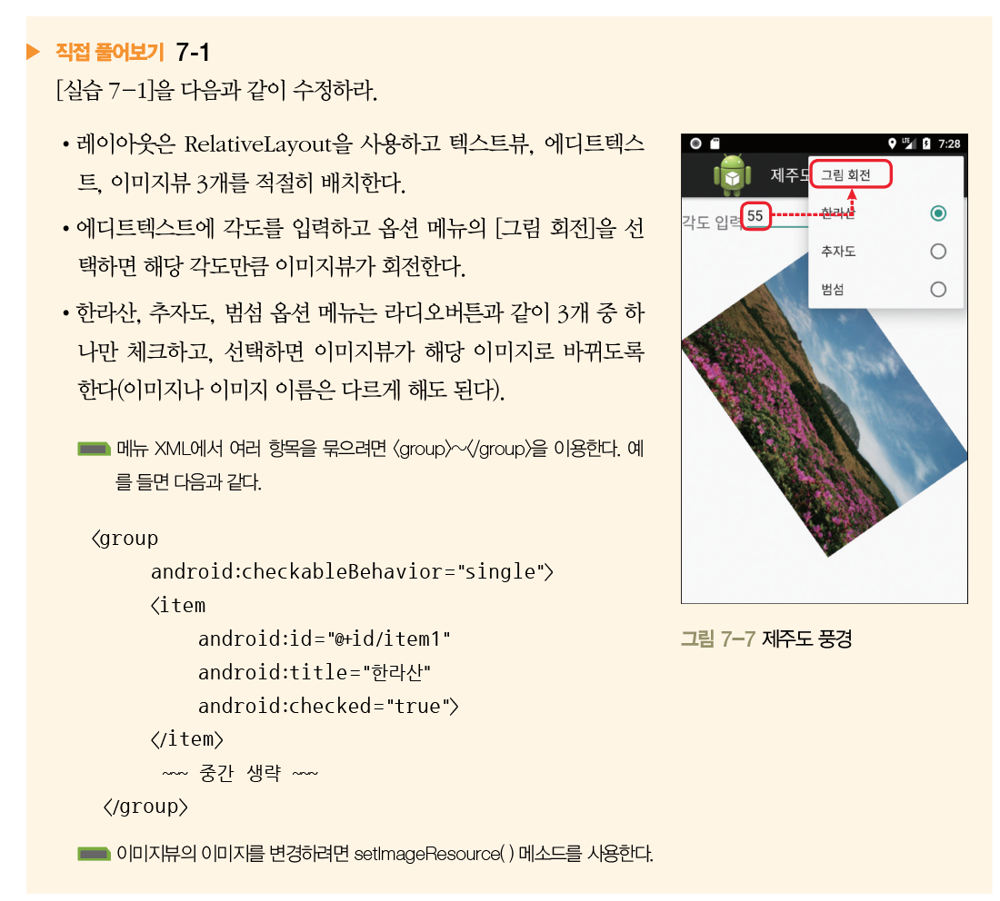 직접 풀어보기 7-1
[실습 7-1]을 다음과 같이 수정하라.
• 레이아웃은 RelativeLayout을 사용하고 텍스트뷰, 에디트텍스
트, 이미지뷰 3개를 적절히 배치한다.
• 에디트텍스트에 각도를 입력하고 옵션 메뉴의 [그림 회전]을 선
택하면 해당 각도만큼 이미지뷰가 회전한다.
• 한라산, 추자도, 범섬 옵션 메뉴는 라디오버튼과 같이 3개 중 하
나만 체크하고, 선택하면 이미지뷰가 해당 이미지로 바뀌도록
한다(이미지나 이미지 이름은 다르게 해도 된다).
메뉴 XML에서 여러 항목을 묶으려면 〈group〉~〈/group〉을 이용한다. 예
를 들면 다음과 같다.
〈group
android:checkableBehavior="single"〉
〈item
android:id="@+id/item1"
android:title="한라산"
android:checked="true"〉
〈/item〉
~~~ 중간 생략 ~~~
〈/group〉
이미지뷰의 이미지를 변경하려면 setImageResource( ) 메소드를 사용한다.
LTE 7:28
제주도
그림 회전
각도 입력 55
한라산
추자도
범섬
그림 7-7 제주도 풍경